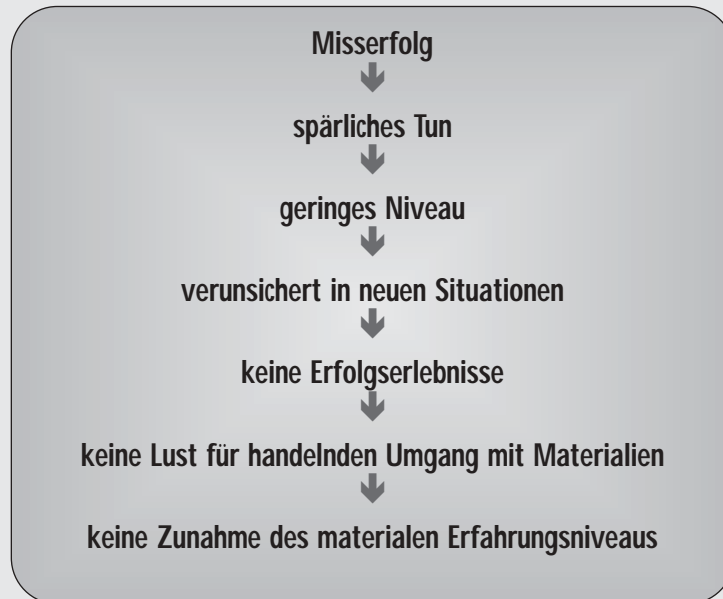 Misserfolg
spärliches Tun
geringes Niveau
verunsichert in neuen Situationen
keine Erfolgserlebnisse
keine Lust für handelnden Umgang mit Materialien
keine Zunahme des materialen Erfahrungsniveaus